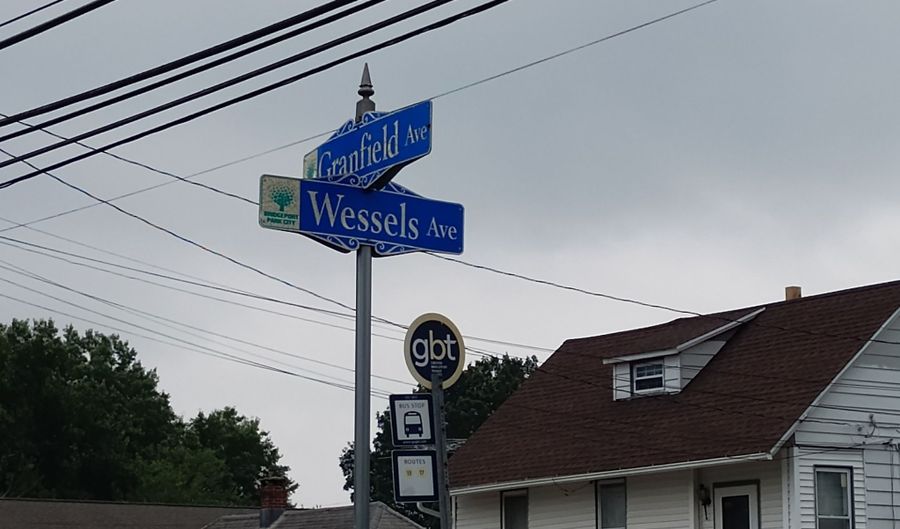 Granfield Ave
Wessels Ave
BRIDGEPORT
PARK CITY
gbt
BUS STOP
ROUTES